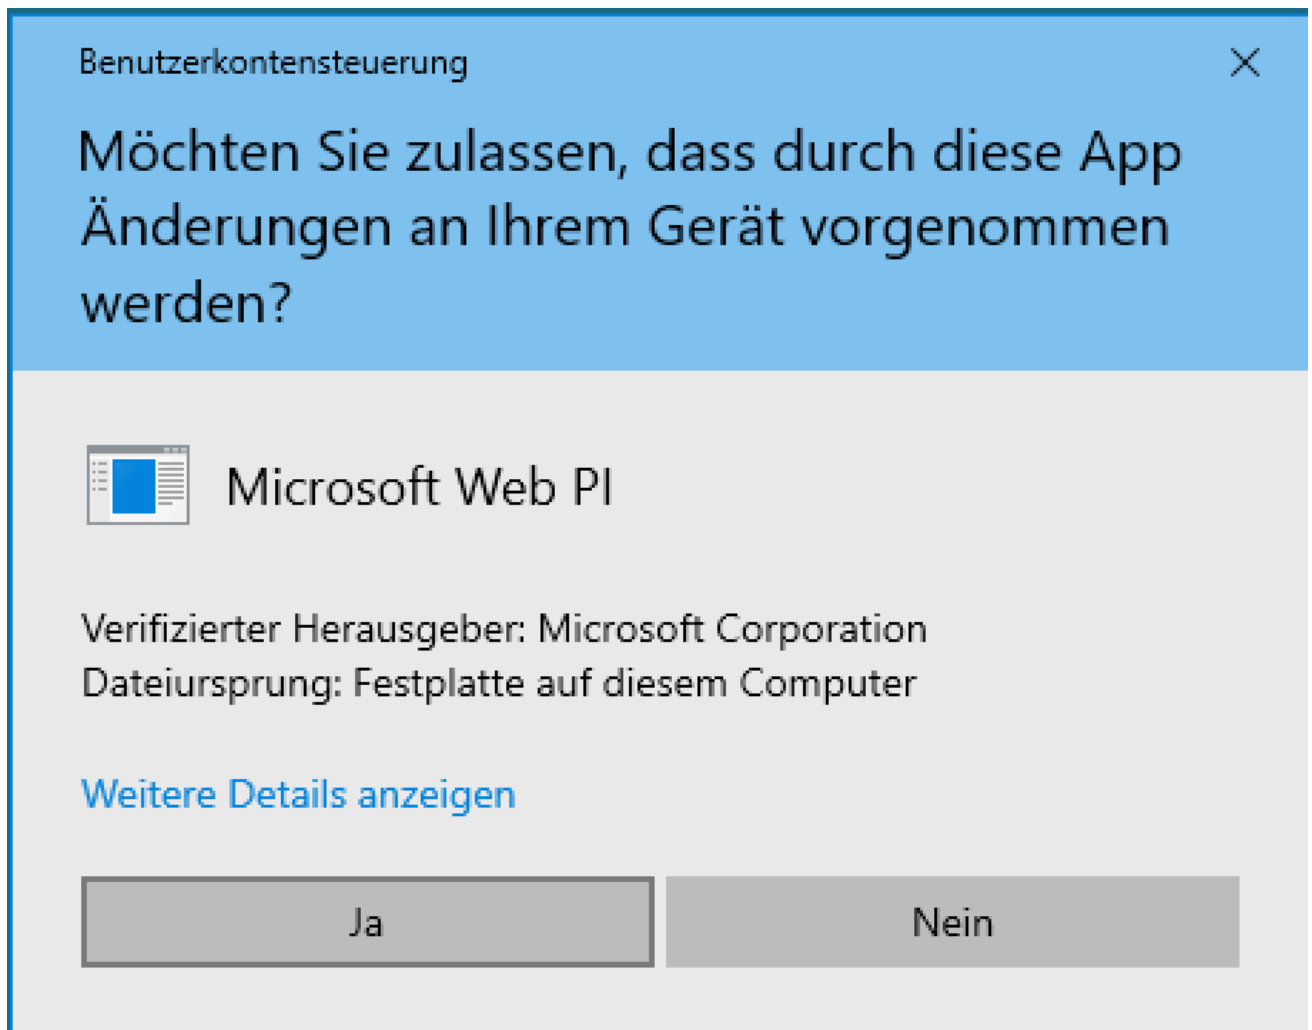 Benutzerkontensteuerung
Möchten Sie zulassen, dass durch diese App
Änderungen an Ihrem Gerät vorgenommen
werden?
Microsoft Web PI
Verifizierter Herausgeber: Microsoft Corporation
Dateiursprung: Festplatte auf diesem Computer
Weitere Details anzeigen
Ja
Nein